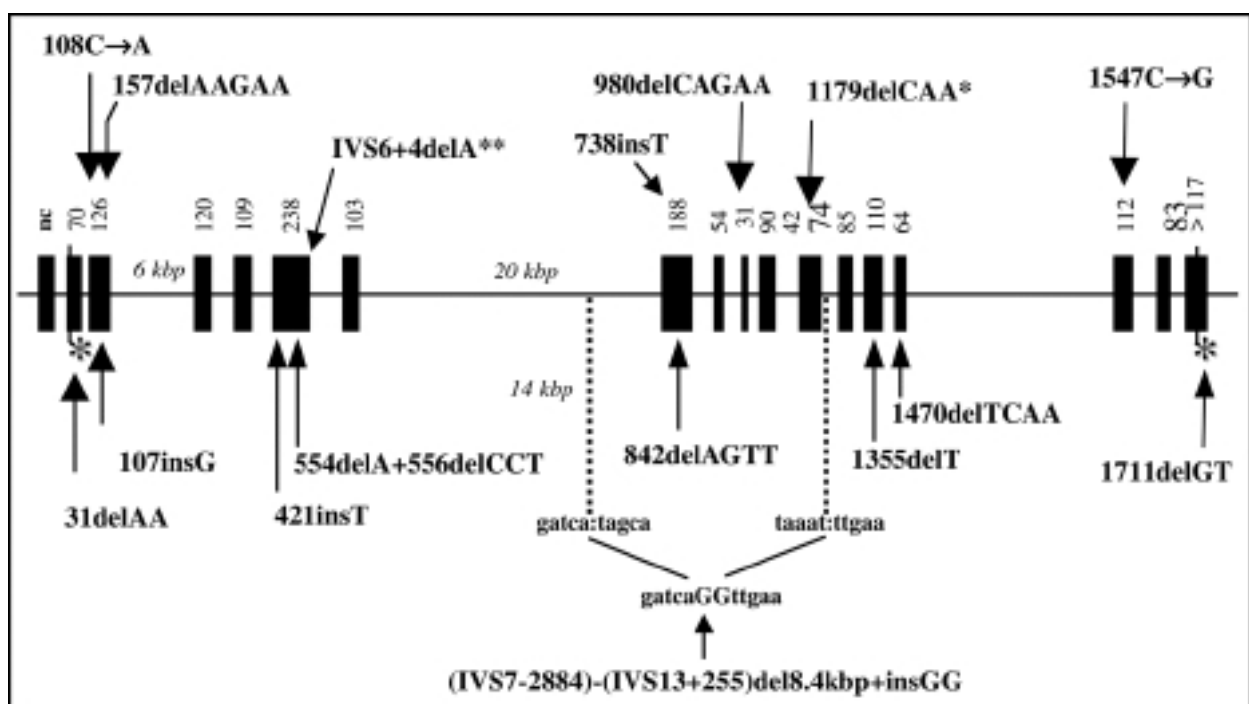 108C→A
157delAAGAA
980delCAGAA
1179delCAA*
1547C→G
IVS6+4delA**
738insT
nc
70
126
120
109
238
103
188
54
31
90
42
74
85
110
64
112
83
>117
6 kbp
20 kbp
*
*
14 kbp
1470delTCAA
107insG
554delA+556delCCT
842delAGTT
1355delT
1711delGT
31delAA
421insT
gatca:tagca
taaat:ttgaa
gatcaGGttgaa
(IVS7-2884)-(IVS13+255)del8.4kbp+insGG